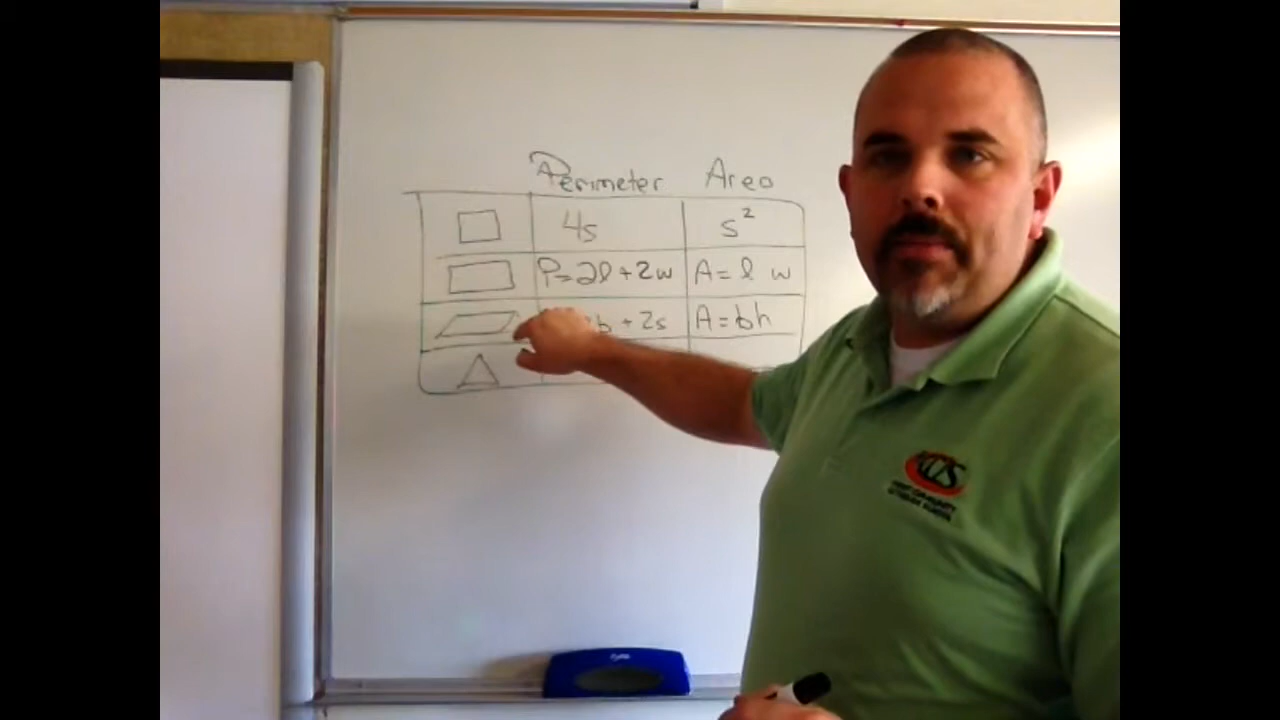 Perimeter Area
4s s²
P=2l+2w A= l w
b + 2s A=bh